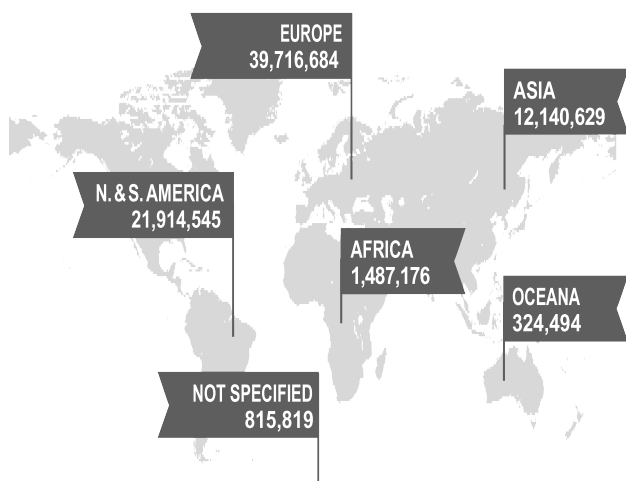 EUROPE
39,716,684
ASIA
12,140,629
N. & S. AMERICA
21,914,545
AFRICA
1,487,176
OCEANA
324,494
NOT SPECIFIED
815,819